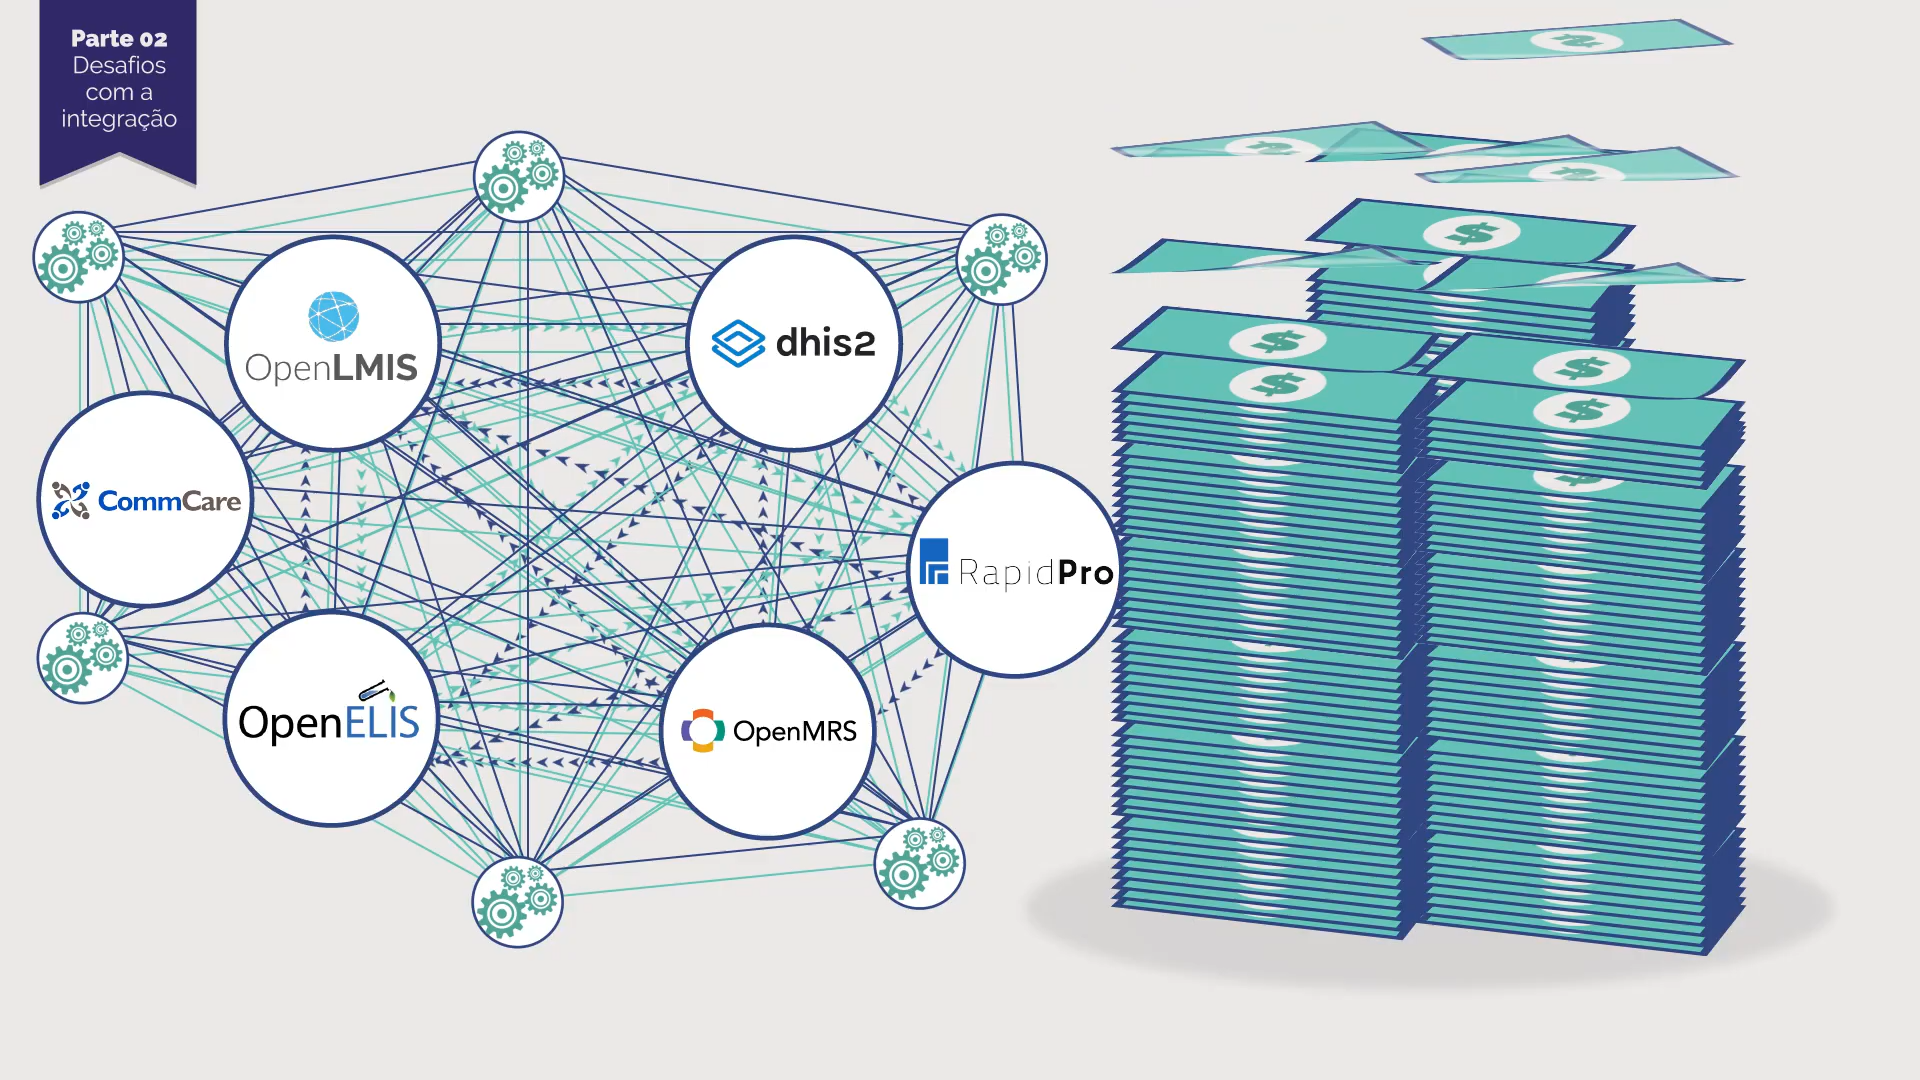 Parte 02
Desafios
com a
integração
OpenLMIS
dhis2
CommCare
RapidPro
OpenELIS
OpenMRS
$
$
$
$
$